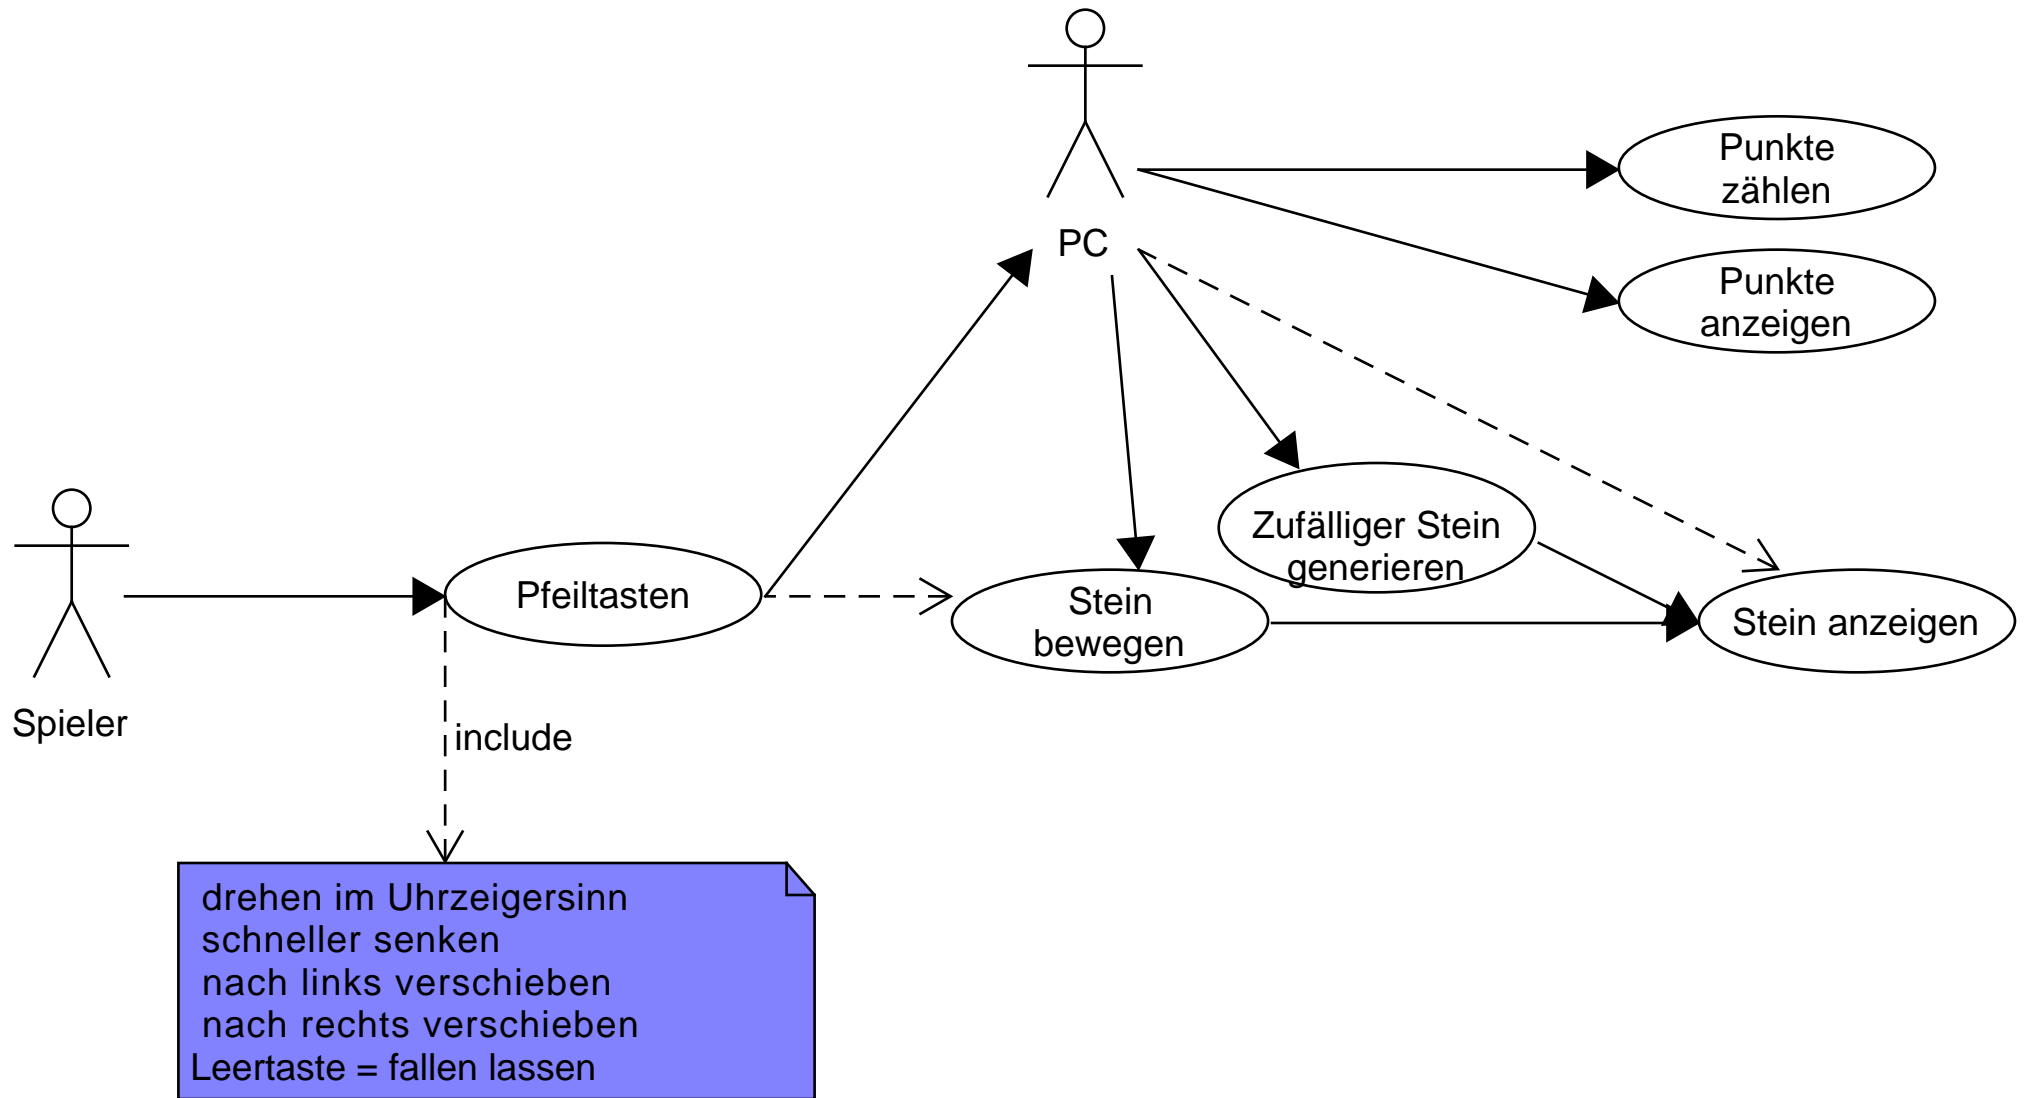 Punkte
zählen
PC
Punkte
anzeigen
Zufälliger Stein
generieren
Pfeiltasten
Stein
bewegen
Stein anzeigen
Spieler
include
drehen im Uhrzeigersinn
schneller senken
nach links verschieben
nach rechts verschieben
Leertaste = fallen lassen